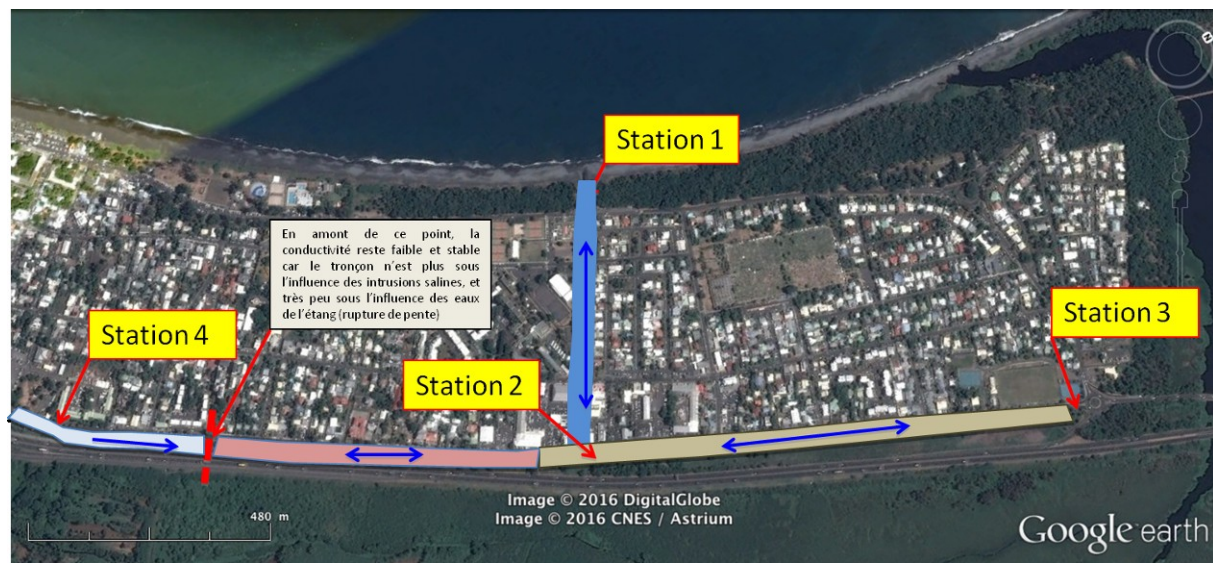 Station 1
En amont de ce point, la
conductivité reste faible et stable
car le tronçon n'est plus sous
l'influence des intrusions salines, et
très peu sous l'influence des eaux
de l'étang (rupture de pente)
Station 3
Station 4
Station 2
480 m
Image © 2016 DigitalGlobe
Image © 2016 CNES / Astrium
Google earth